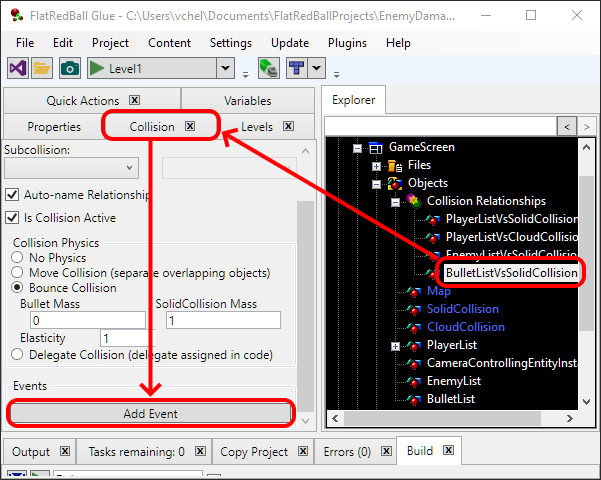 FlatRedBall Glue - C:\Users\vchel\Documents\FlatRedBallProjects\EnemyDama...
File Edit Project Content Settings Update Plugins Help
Level1
Quick Actions Variables
Properties Collision Levels
Subcollision:
Auto-name Relationship
Is Collision Active
Collision Physics
No Physics
Move Collision (separate overlapping objects)
Bounce Collision
Bullet Mass SolidCollision Mass
0 1
Elasticity 1
Delegate Collision (delegate assigned in code)
Events
Add Event
Explorer
< >
GameScreen
Files
Objects
Collision Relationships
PlayerListVsSolidCollision
PlayerListVsCloudCollision
EnemyListVsSolidCollision
BulletListVsSolidCollision
Map
SolidCollision
CloudCollision
PlayerList
CameraControllingEntityInsta
EnemyList
BulletList
Output Tasks remaining: 0 Copy Project Errors (0) Build